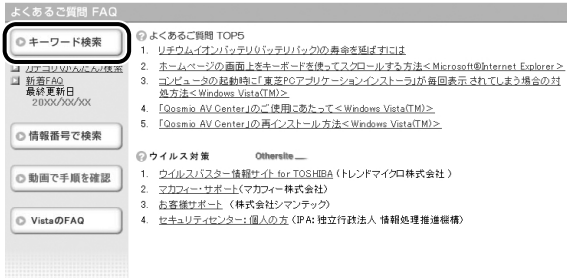 よくあるご質問 FAQ
キーワード検索
カテゴリ(かんたん)検索
新着FAQ
最終更新日
20XX/XX/XX
情報番号で検索
動画で手順を確認
VistaのFAQ
よくあるご質問 TOP5
1. リチウムイオンバッテリ(バッテリパック)の寿命を延ばすには
2. ホームページの画面上をキーボードを使ってスクロールする方法<Microsoft®Internet Explorer>
3. コンピュータの起動時に「東芝PCアプリケーションインストーラ」が毎回表示されてしまう場合の対
処方法<Windows Vista(TM)>
4. 「Qosmio AV Center」のご使用にあたって<Windows Vista(TM)>
5. 「Qosmio AV Center」の再インストール方法<Windows Vista(TM)>
ウイルス対策 Othersite
1. ウイルスバスター情報サイト for TOSHIBA (トレンドマイクロ株式会社)
2. マカフィー・サポート(マカフィー株式会社)
3. お客様サポート (株式会社シマンテック)
4. セキュリティセンター:個人の方 (IPA:独立行政法人 情報処理推進機構)